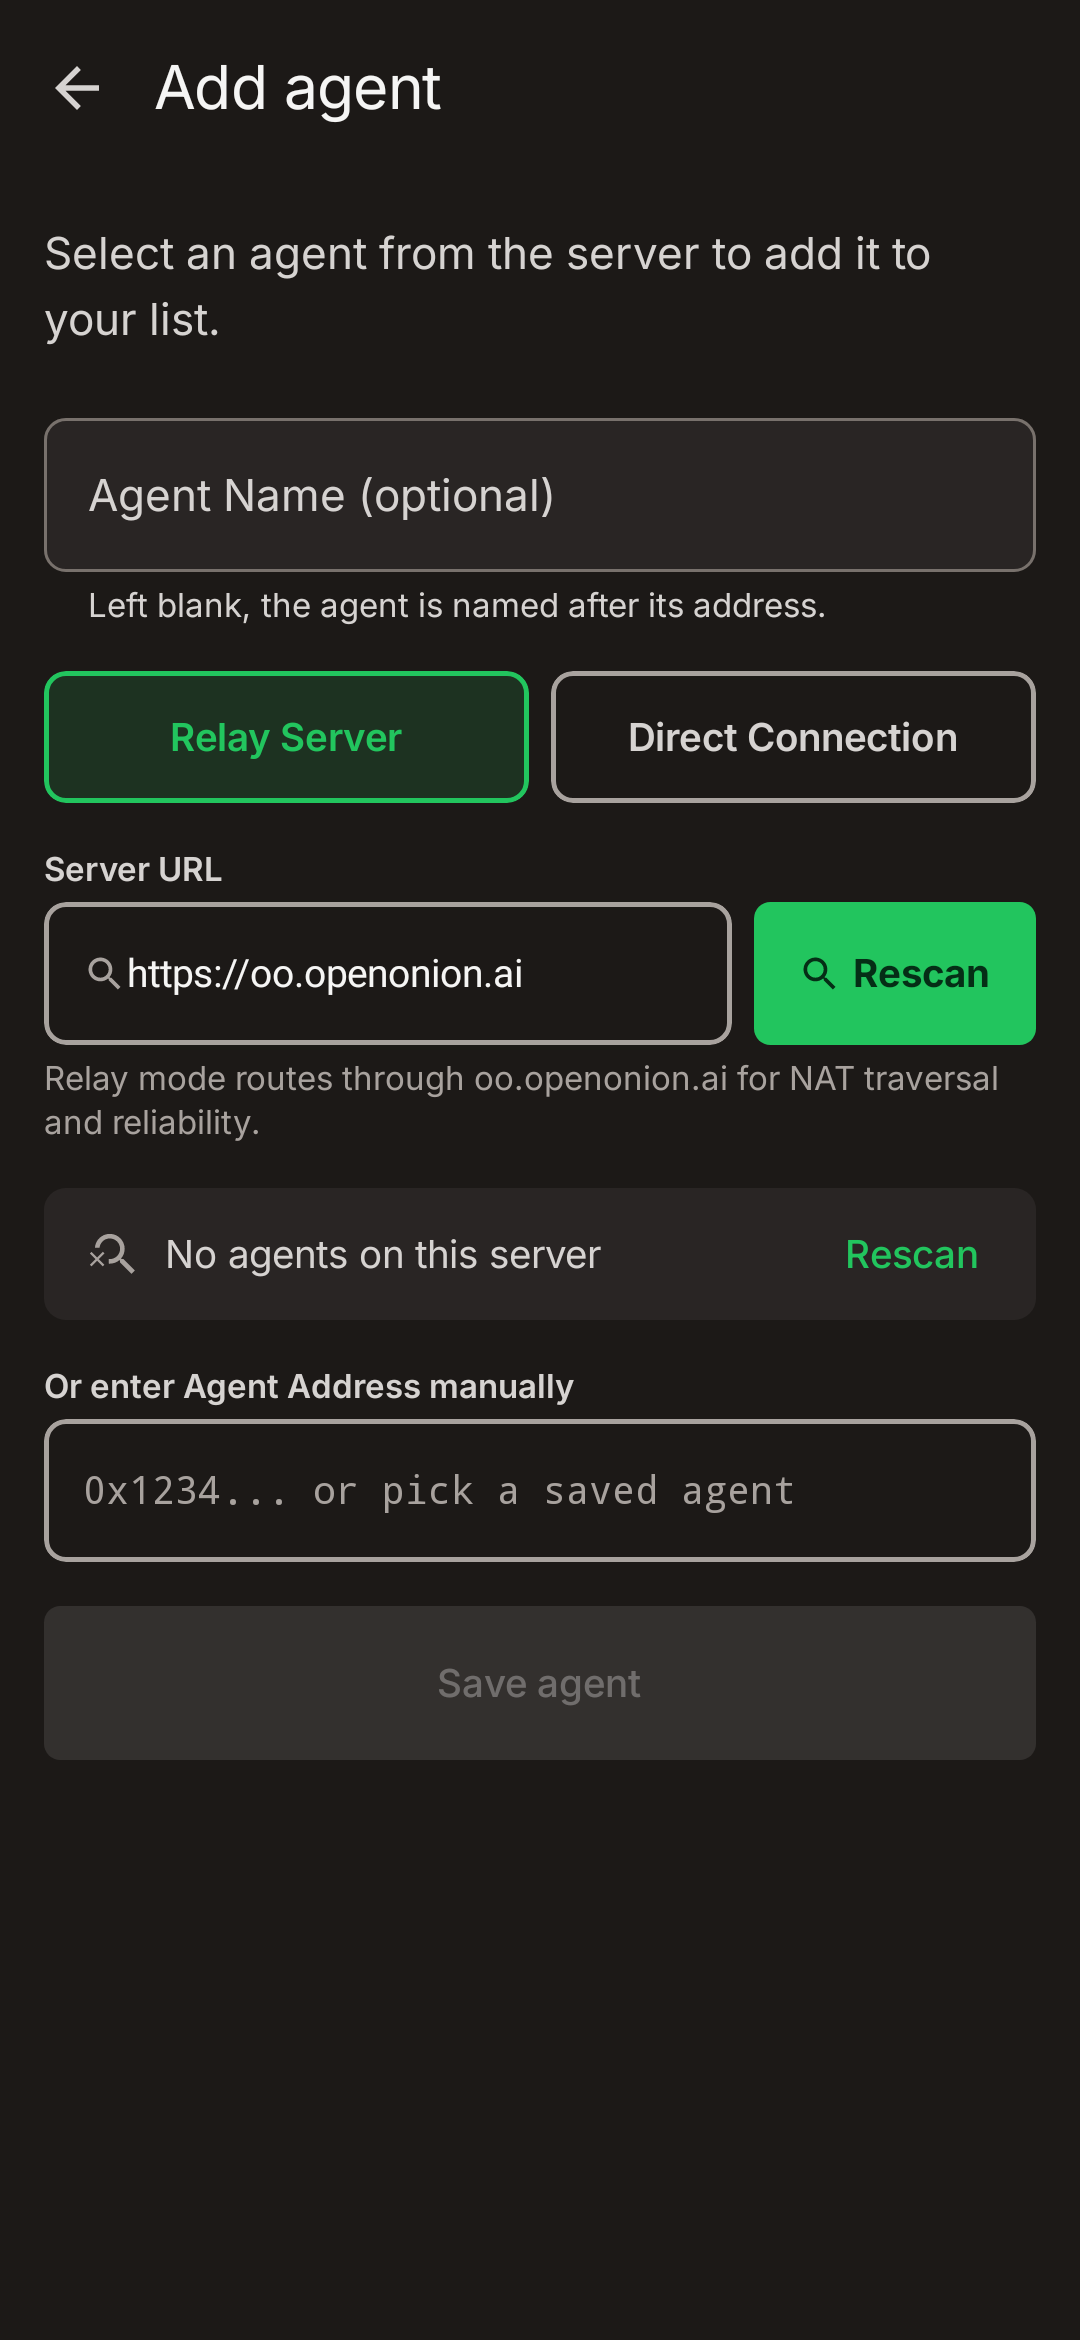 Add agent
Select an agent from the server to add it to
your list.
Agent Name (optional)
Left blank, the agent is named after its address.
Relay Server
Direct Connection
Server URL
https://oo.openonion.ai
Rescan
Relay mode routes through oo.openonion.ai for NAT traversal
and reliability.
No agents on this server
Rescan
Or enter Agent Address manually
0x1234... or pick a saved agent
Save agent